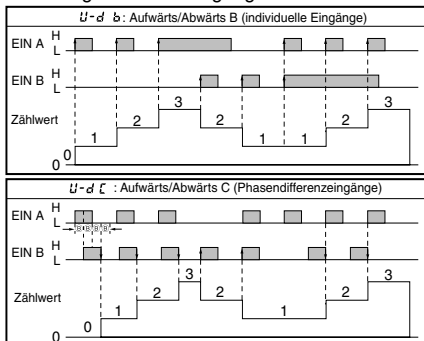 U-d b : Aufwärts/Abwärts B (individuelle Eingänge)
EIN A H
L
EIN B H
L
Zählwert
0 0 1 2 3 2 1 1 2 3
U-d C : Aufwärts/Abwärts C (Phasendifferenzeingänge)
EIN A H
L
B B B B
EIN B H
L
Zählwert
0 0 1 2 3 2 1 2 3